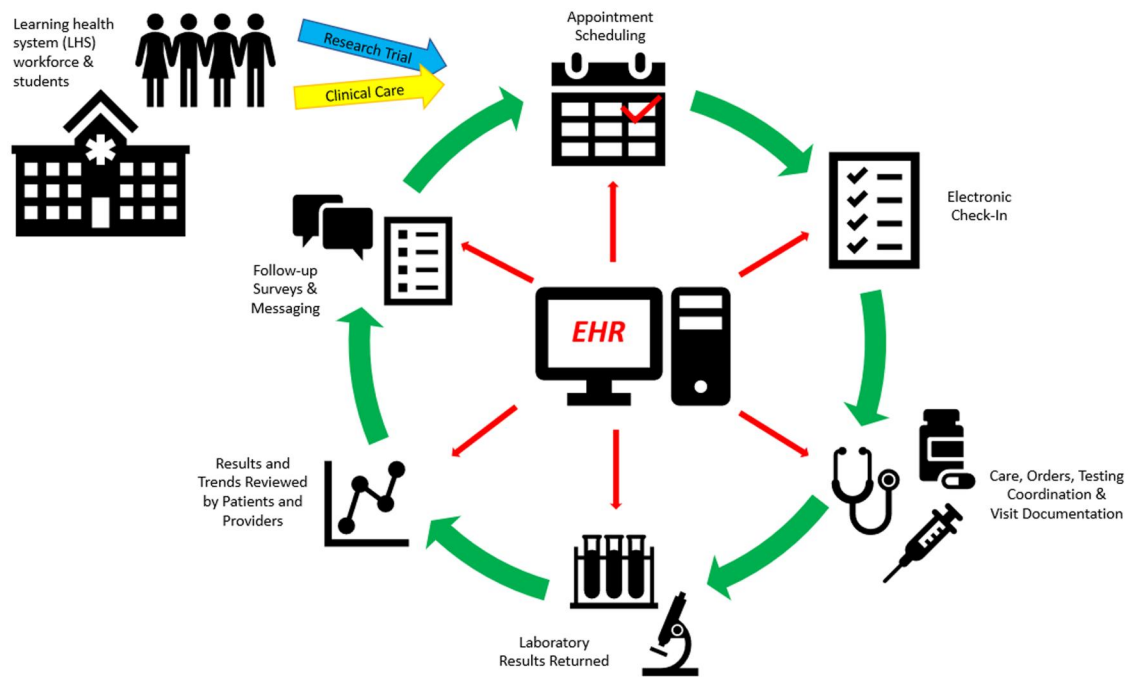 Learning health
system (LHS)
workforce &
students
Research Trial
Clinical Care
Appointment
Scheduling
Electronic
Check-In
Follow-up
Surveys &
Messaging
EHR
Results and
Trends Reviewed
by Patients and
Providers
Care, Orders, Testing
Coordination &
Visit Documentation
Laboratory
Results Returned